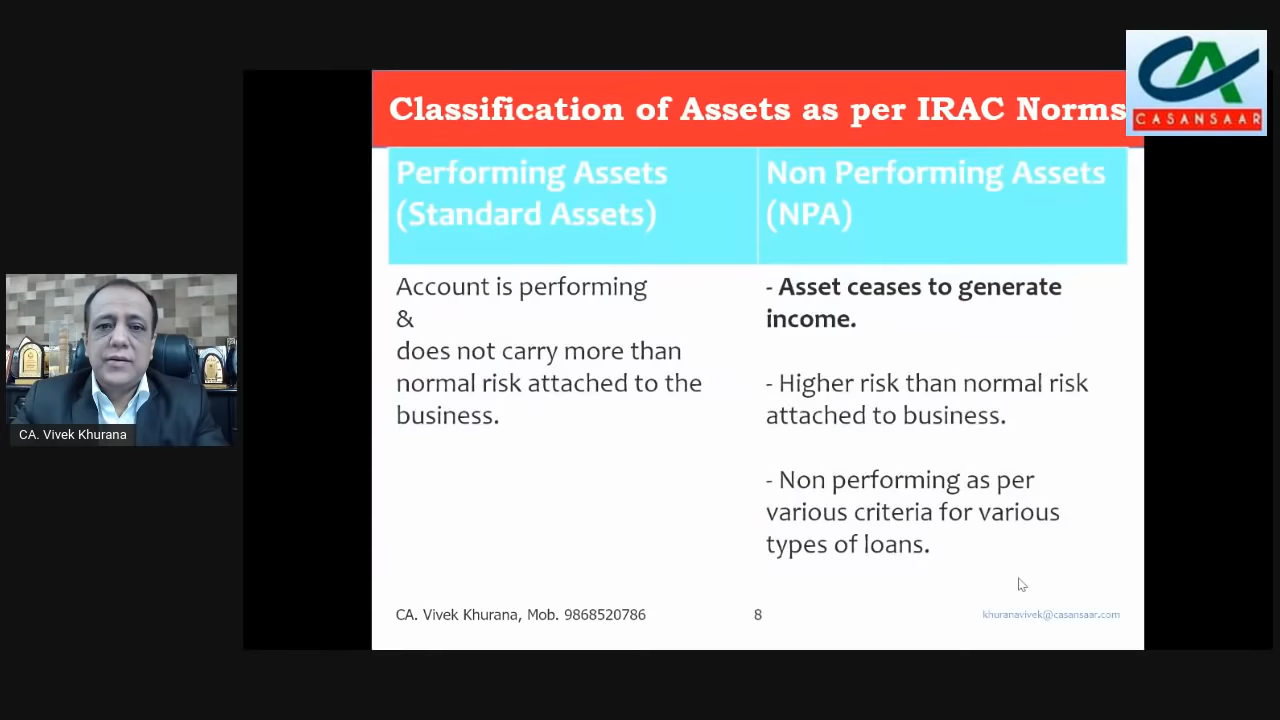 Classification of Assets as per IRAC Norms
CA
CASANSAAR
Performing Assets
(Standard Assets)
Non Performing Assets
(NPA)
Account is performing
&
does not carry more than
normal risk attached to the
business.
- Asset ceases to generate
income.
- Higher risk than normal risk
attached to business.
- Non performing as per
various criteria for various
types of loans.
CA. Vivek Khurana
CA. Vivek Khurana, Mob. 9868520786
8
khuranavivek@casansaar.com